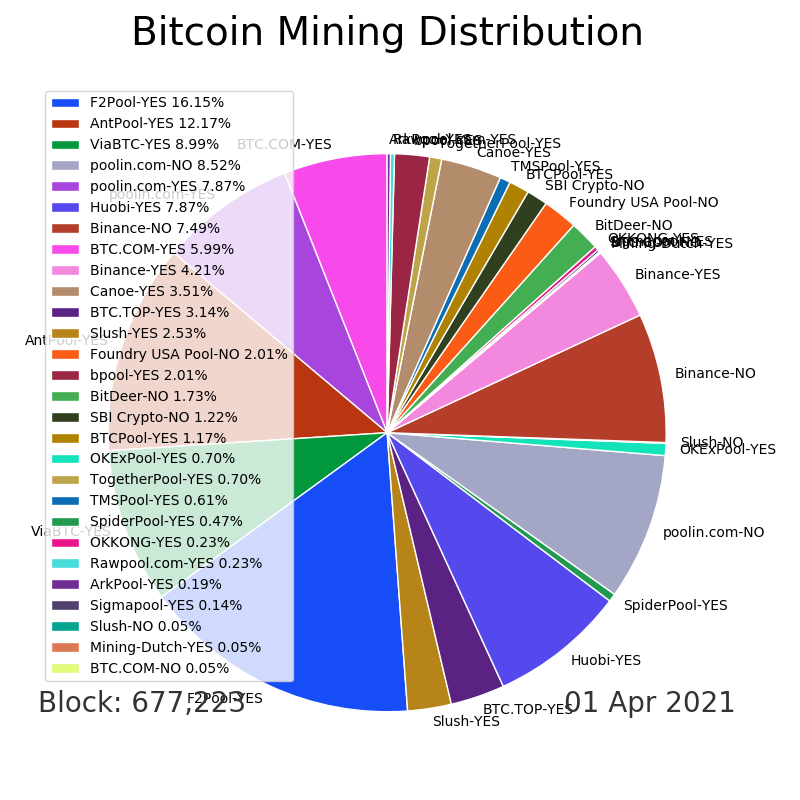 Bitcoin Mining Distribution
F2Pool-YES 16.15%
AntPool-YES 12.17%
ViaBTC-YES 8.99%
poolin.com-NO 8.52%
poolin.com-YES 7.87%
Huobi-YES 7.87%
Binance-NO 7.49%
BTC.COM-YES 5.99%
Binance-YES 4.21%
Canoe-YES 3.51%
BTC.TOP-YES 3.14%
Slush-YES 2.53%
Foundry USA Pool-NO 2.01%
bpool-YES 2.01%
BitDeer-NO 1.73%
SBI Crypto-NO 1.22%
BTCPool-YES 1.17%
OKExPool-YES 0.70%
TogetherPool-YES 0.70%
TMSPool-YES 0.61%
SpiderPool-YES 0.47%
OKKONG-YES 0.23%
Rawpool.com-YES 0.23%
ArkPool-YES 0.19%
Sigmapool-YES 0.14%
Slush-NO 0.05%
Mining-Dutch-YES 0.05%
BTC.COM-NO 0.05%
BTC.COM-YES
poolin.com-YES
AntPool-YES
ViaBTC-YES
F2Pool-YES
TogetherPool-YES
Canoe-YES
TMSPool-YES
BTCPool-YES
SBI Crypto-NO
Foundry USA Pool-NO
BitDeer-NO
OKKONG-YES
Mining-Dutch-YES
Binance-YES
Binance-NO
Slush-NO
OKExPool-YES
poolin.com-NO
SpiderPool-YES
Huobi-YES
BTC.TOP-YES
Slush-YES
Block: 677,223
01 Apr 2021